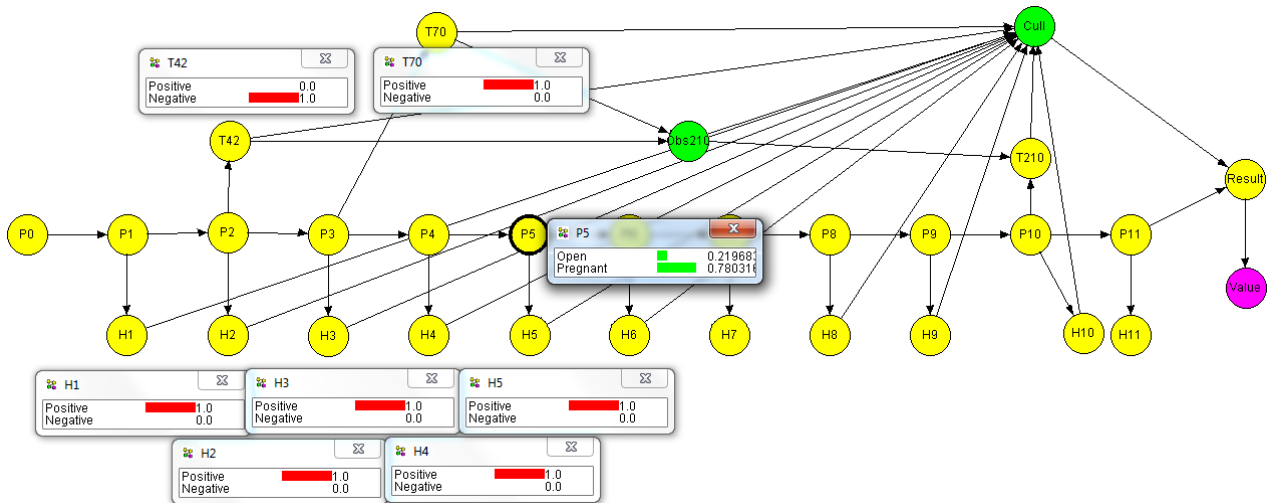 T70
Cull
T42
Positive 0.0
Negative 1.0
T70
Positive 1.0
Negative 0.0
T42
Obs210
T210
Result
P0
P1
P2
P3
P4
P5
P5
Open 0.21968
Pregnant 0.78031
P8
P9
P10
P11
Value
H1
H2
H3
H4
H5
H6
H7
H8
H9
H10
H11
H1
Positive 1.0
Negative 0.0
H3
Positive 1.0
Negative 0.0
H5
Positive 1.0
Negative 0.0
H2
Positive 1.0
Negative 0.0
H4
Positive 1.0
Negative 0.0